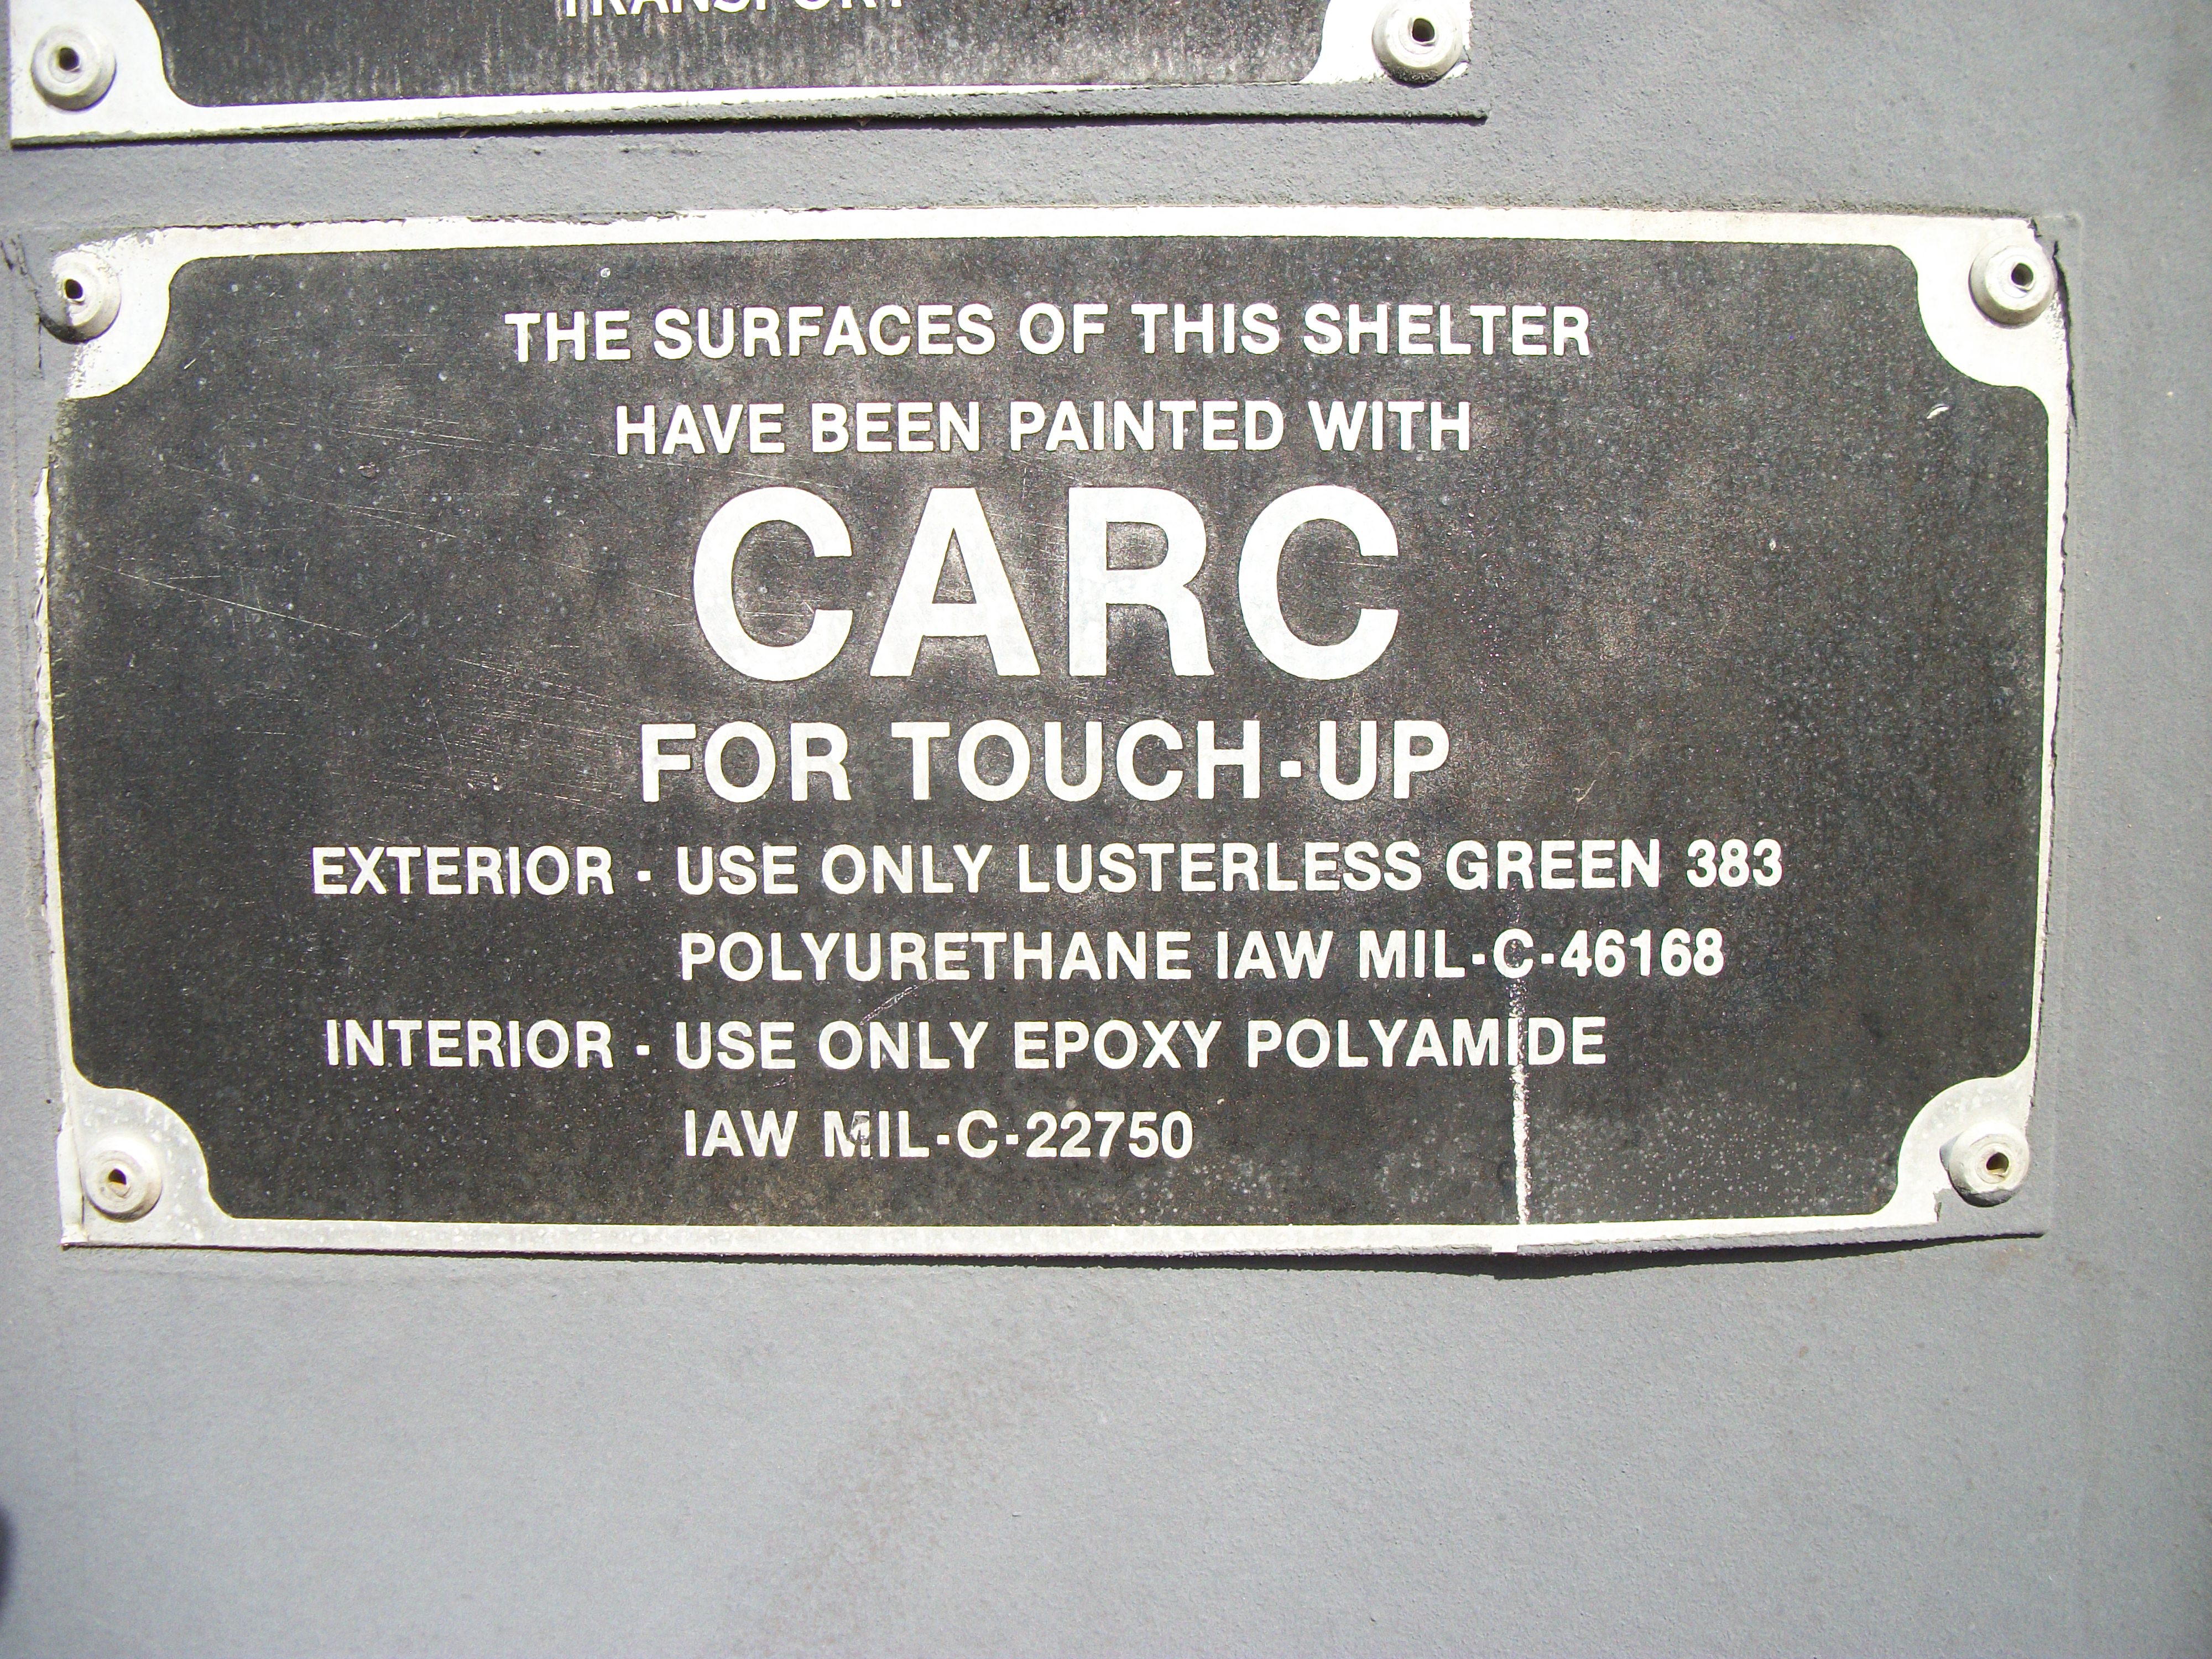 TRANSPORT
THE SURFACES OF THIS SHELTER
HAVE BEEN PAINTED WITH
CARC
FOR TOUCH-UP
EXTERIOR - USE ONLY LUSTERLESS GREEN 383
POLYURETHANE IAW MIL-C-46168
INTERIOR - USE ONLY EPOXY POLYAMIDE
IAW MIL-C-22750